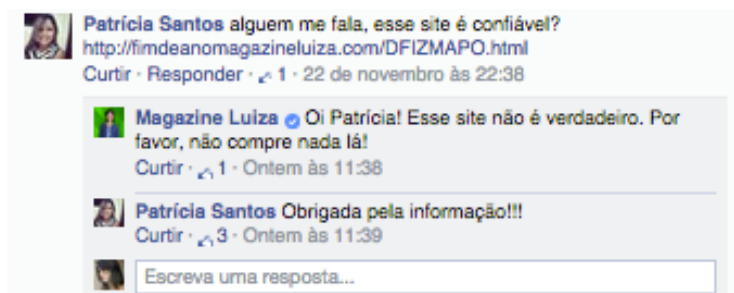 Patrícia Santos alguem me fala, esse site é confiável?
http://fimdeanomagazineluiza.com/DFIZMAPO.html
Curtir · Responder · 1 · 22 de novembro às 22:38
Magazine Luiza Oi Patrícia! Esse site não é verdadeiro. Por
favor, não compre nada lá!
Curtir · 1 · Ontem às 11:38
Patrícia Santos Obrigada pela informação!!!
Curtir · 3 · Ontem às 11:39
Escreva uma resposta...